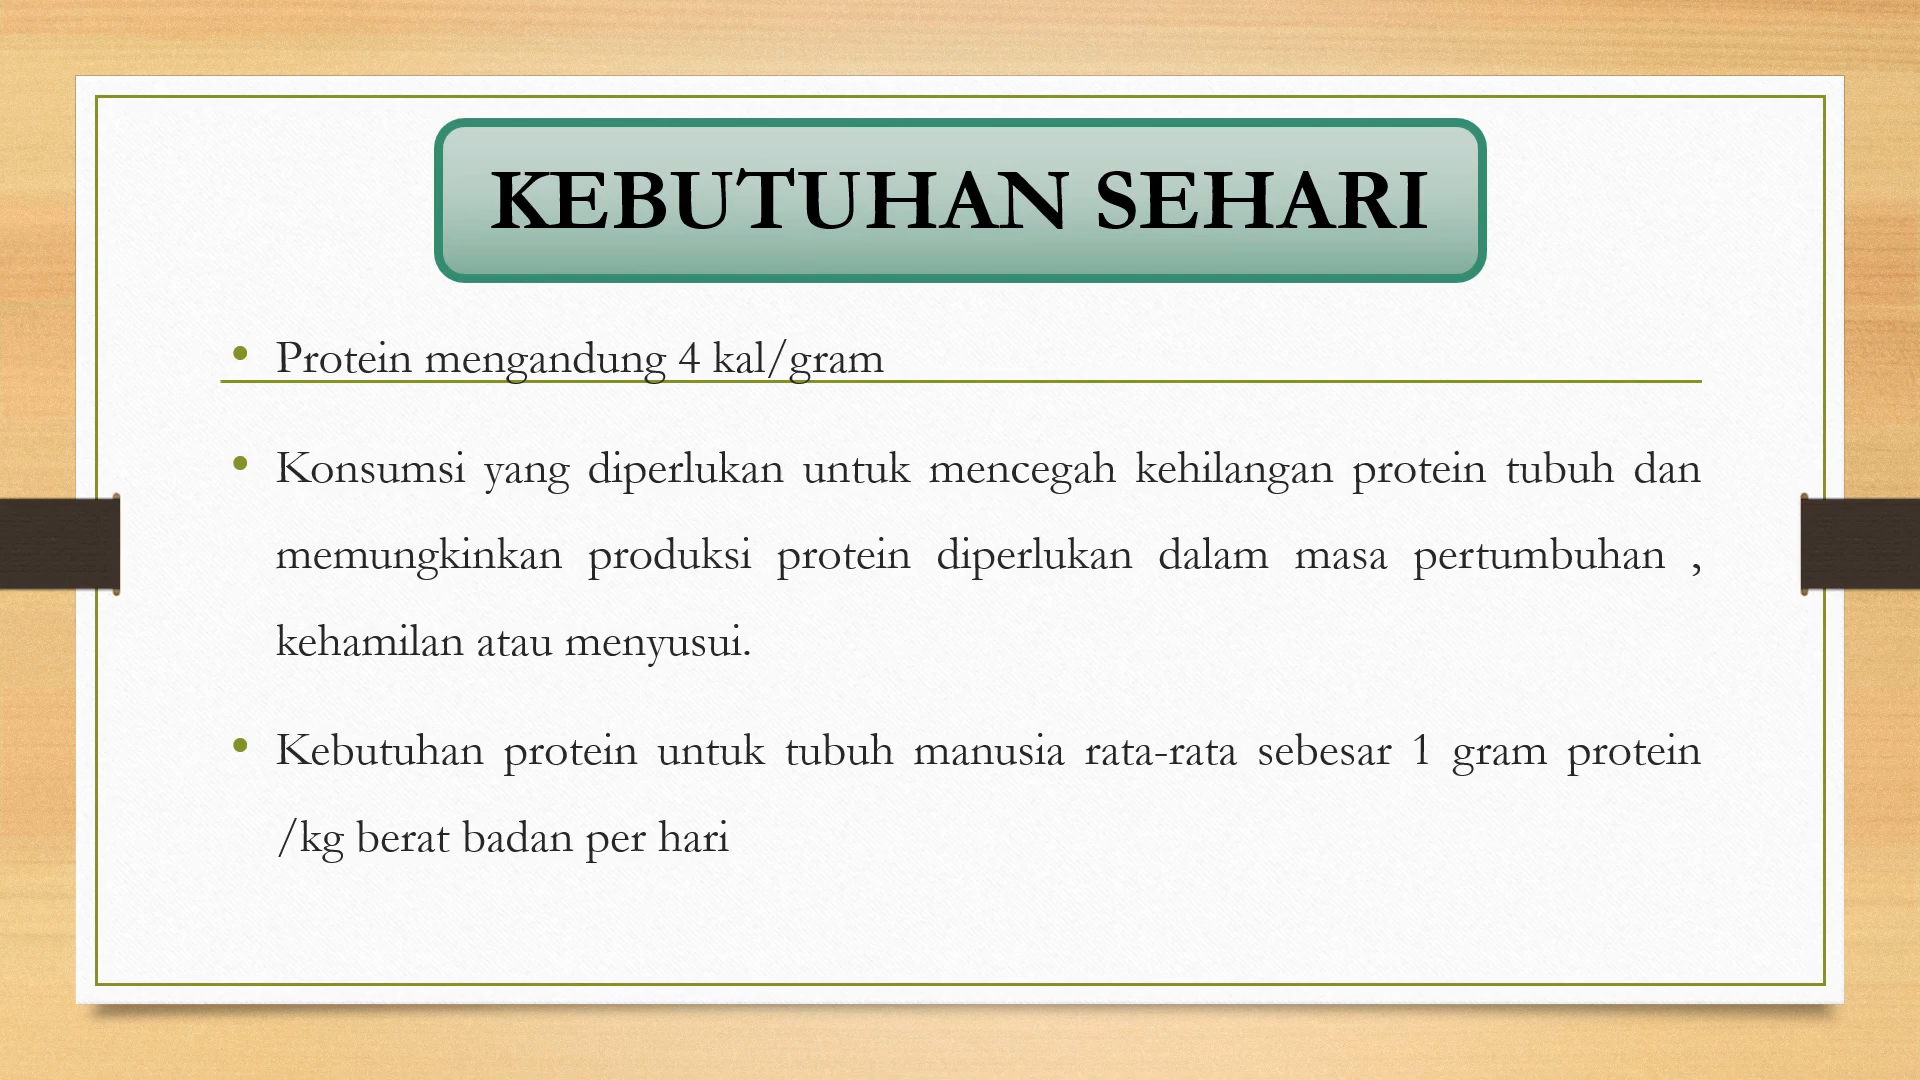 KEBUTUHAN SEHARI
• Protein mengandung 4 kal/gram
• Konsumsi yang diperlukan untuk mencegah kehilangan protein tubuh dan
memungkinkan produksi protein diperlukan dalam masa pertumbuhan ,
kehamilan atau menyusui.
• Kebutuhan protein untuk tubuh manusia rata-rata sebesar 1 gram protein
/kg berat badan per hari